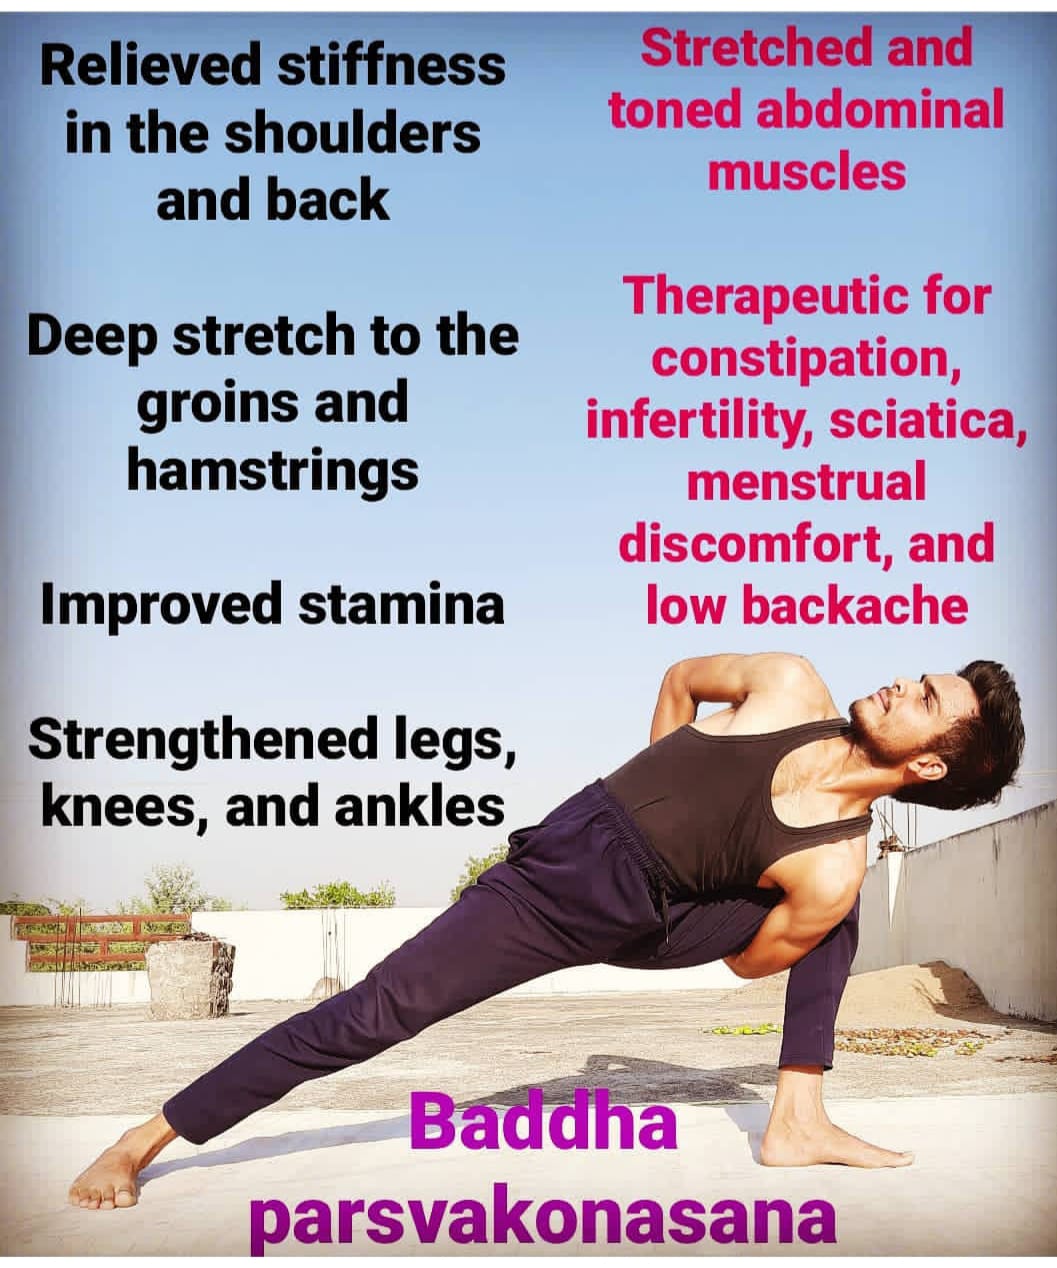 Relieved stiffness
in the shoulders
and back
Deep stretch to the
groins and
hamstrings
Improved stamina
Strengthened legs,
knees, and ankles
Stretched and
toned abdominal
muscles
Therapeutic for
constipation,
infertility, sciatica,
menstrual
discomfort, and
low backache
Baddha
parsvakonasana